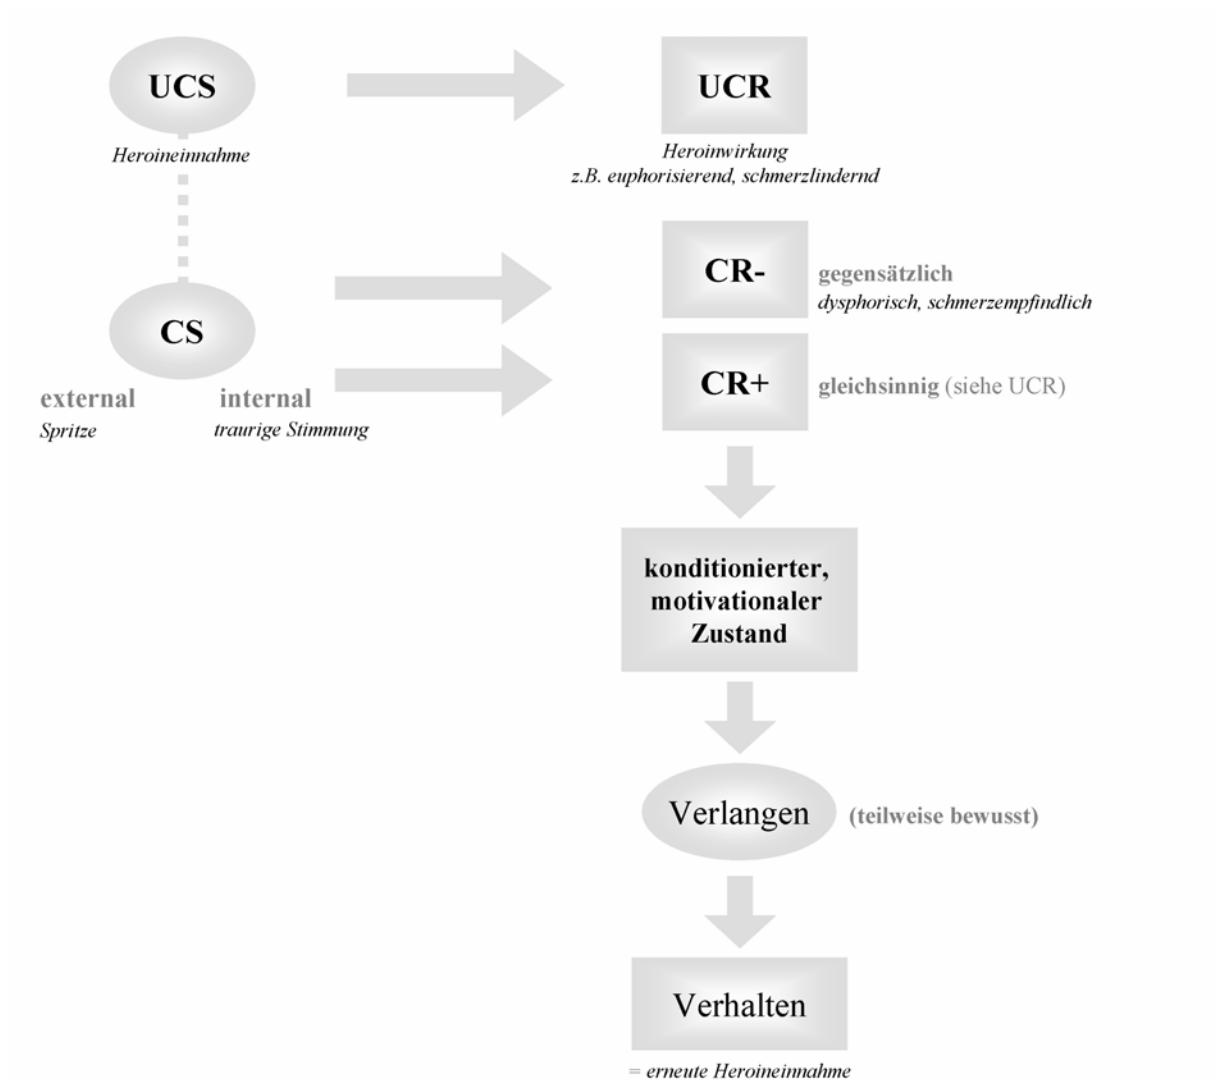 UCS
UCR
Heroineinnahme
Heroinwirkung
z.B. euphorisierend, schmerzlindernd
CR-
gegensätzlich
dysphorisch, schmerzempfindlich
CS
CR+
gleichsinnig (siehe UCR)
external
internal
Spritze
traurige Stimmung
konditionierter,
motivationaler
Zustand
Verlangen
(teilweise bewusst)
Verhalten
= erneute Heroineinnahme